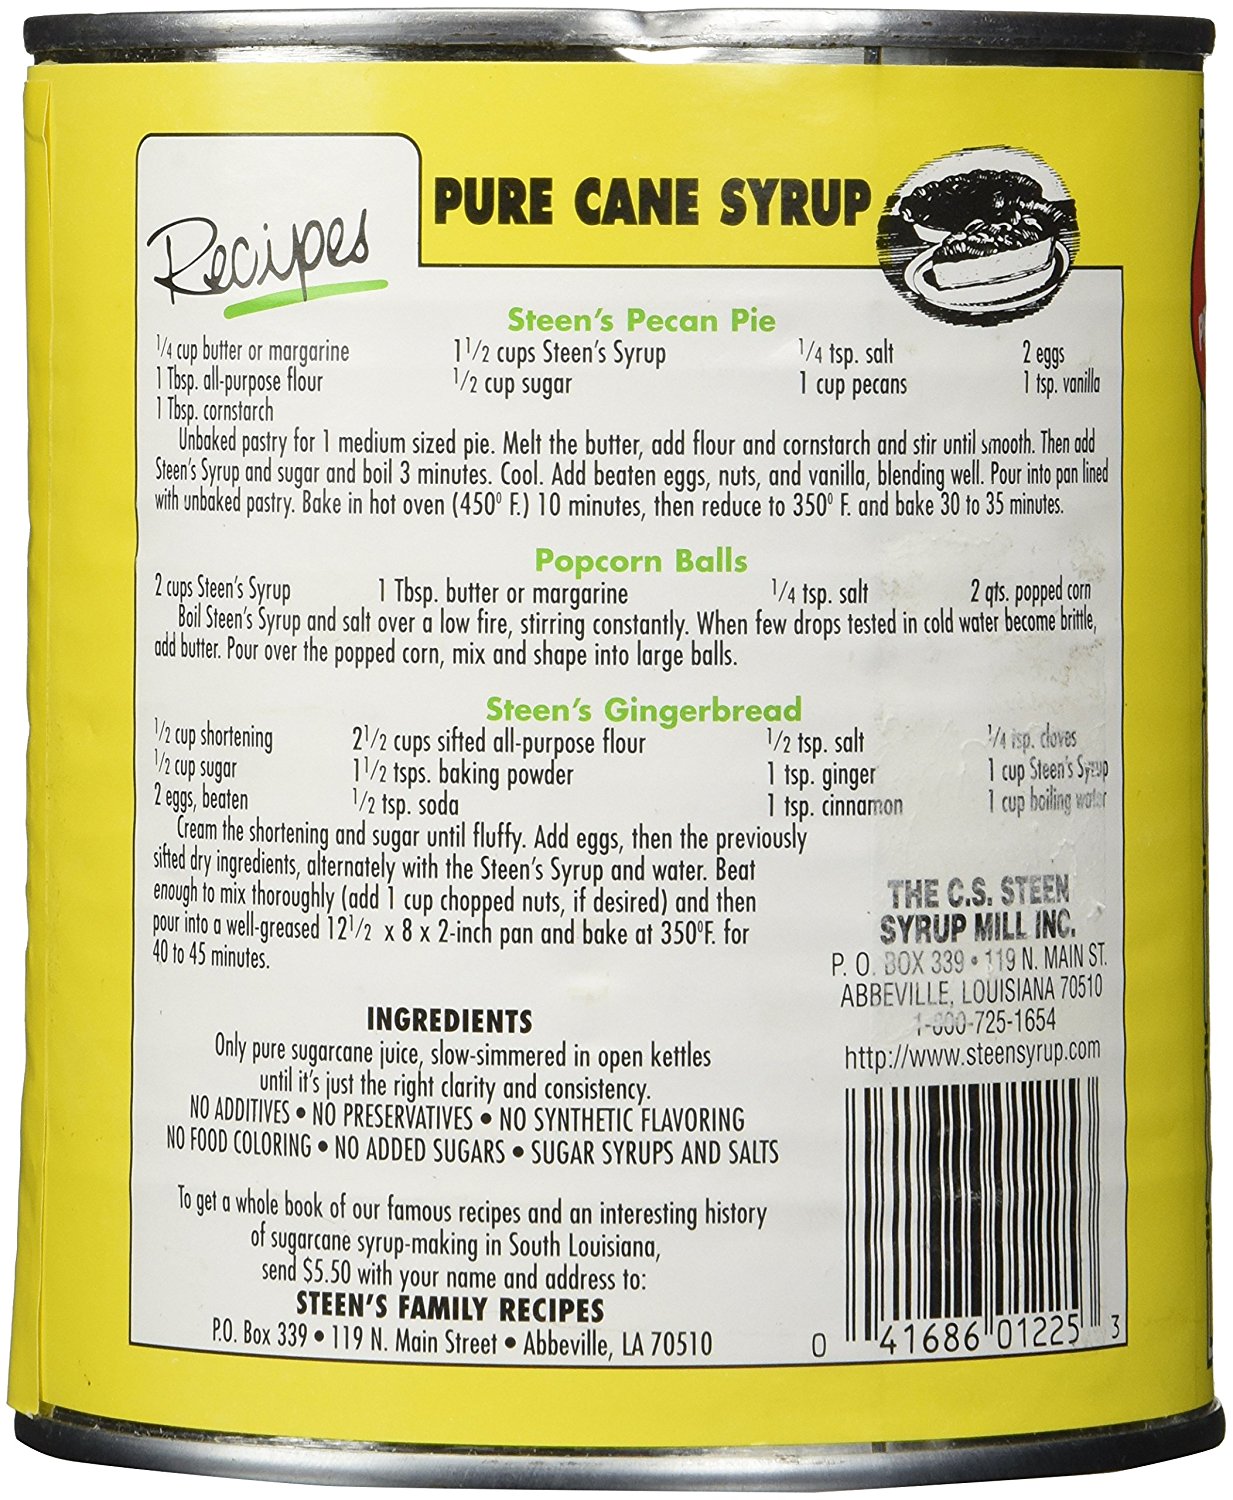 Recipes
PURE CANE SYRUP
Steen's Pecan Pie
1/4 cup butter or margarine 1 1/2 cups Steen's Syrup 1/4 tsp. salt 2 eggs
1 Tbsp. all-purpose flour 1/2 cup sugar 1 cup pecans 1 tsp. vanilla
1 Tbsp. cornstarch
Unbaked pastry for 1 medium sized pie. Melt the butter, add flour and cornstarch and stir until smooth. Then add
Steen's Syrup and sugar and boil 3 minutes. Cool. Add beaten eggs, nuts, and vanilla, blending well. Pour into pan lined
with unbaked pastry. Bake in hot oven (450º F.) 10 minutes, then reduce to 350º F. and bake 30 to 35 minutes.
Popcorn Balls
2 cups Steen's Syrup 1 Tbsp. butter or margarine 1/4 tsp. salt 2 qts. popped corn
Boil Steen's Syrup and salt over a low fire, stirring constantly. When few drops tested in cold water become brittle,
add butter. Pour over the popped corn, mix and shape into large balls.
Steen's Gingerbread
1/2 cup shortening 2 1/2 cups sifted all-purpose flour 1/2 tsp. salt 1/4 tsp. cloves
1/2 cup sugar 1 1/2 tsps. baking powder 1 tsp. ginger 1 cup Steen's Syrup
2 eggs, beaten 1/2 tsp. soda 1 tsp. cinnamon 1 cup boiling water
Cream the shortening and sugar until fluffy. Add eggs, then the previously
sifted dry ingredients, alternately with the Steen's Syrup and water. Beat
enough to mix thoroughly (add 1 cup chopped nuts, if desired) and then
pour into a well-greased 12 1/2 x 8 x 2-inch pan and bake at 350ºF. for
40 to 45 minutes.
THE C.S. STEEN
SYRUP MILL INC.
P. O. BOX 339 • 119 N. MAIN ST.
ABBEVILLE, LOUISIANA 70510
1-800-725-1654
http://www.steensyrup.com
INGREDIENTS
Only pure sugarcane juice, slow-simmered in open kettles
until it's just the right clarity and consistency.
NO ADDITIVES • NO PRESERVATIVES • NO SYNTHETIC FLAVORING
NO FOOD COLORING • NO ADDED SUGARS • SUGAR SYRUPS AND SALTS
To get a whole book of our famous recipes and an interesting history
of sugarcane syrup-making in South Louisiana,
send $5.50 with your name and address to:
STEEN'S FAMILY RECIPES
P.O. Box 339 • 119 N. Main Street • Abbeville, LA 70510
0 41686 01225 3